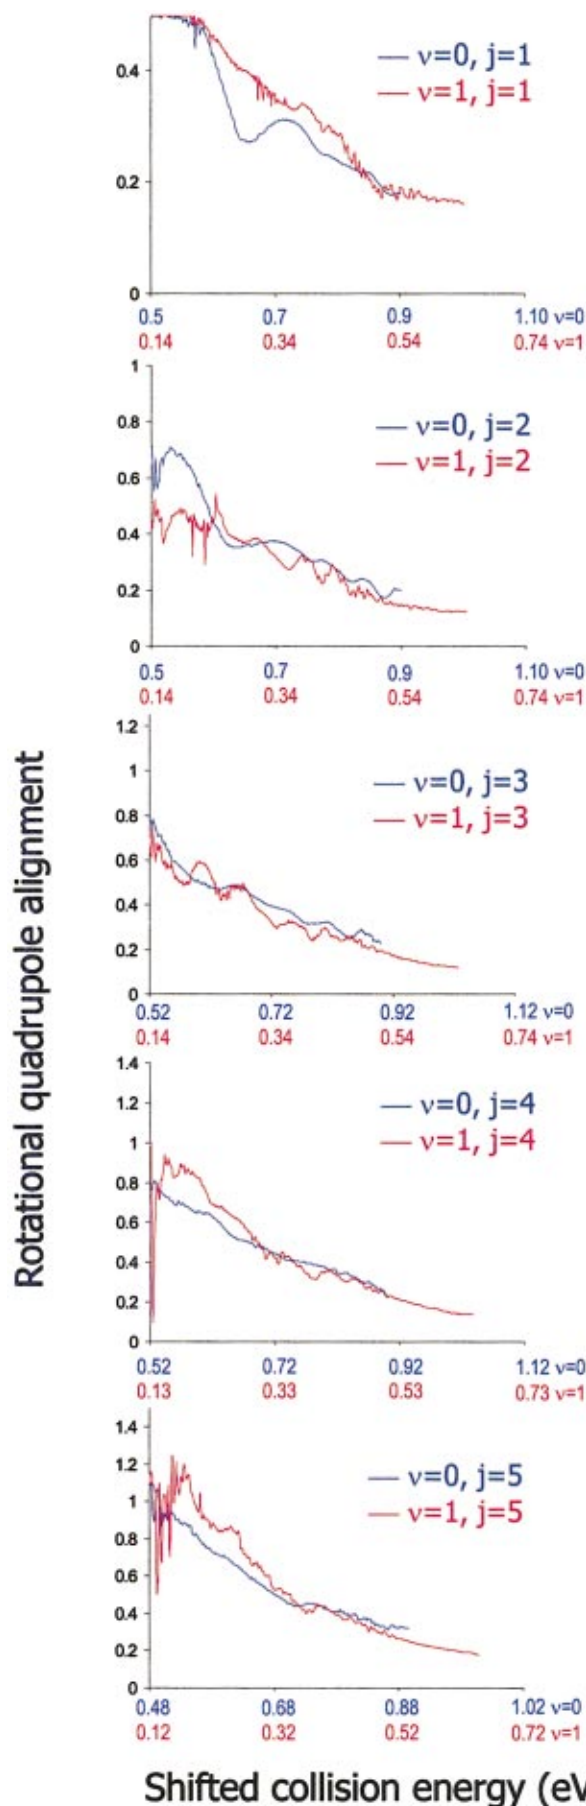 0.4
0.2
0
ν=0, j=1
ν=1, j=1
0.5 0.7 0.9 1.10 ν=0
0.14 0.34 0.54 0.74 ν=1
1
0.8
0.6
0.4
0.2
0
ν=0, j=2
ν=1, j=2
0.5 0.7 0.9 1.10 ν=0
0.14 0.34 0.54 0.74 ν=1
Rotational quadrupole alignment
1.2
1
0.8
0.6
0.4
0.2
0
ν=0, j=3
ν=1, j=3
0.52 0.72 0.92 1.12 ν=0
0.14 0.34 0.54 0.74 ν=1
1.4
1.2
1
0.8
0.6
0.4
0.2
0
ν=0, j=4
ν=1, j=4
0.52 0.72 0.92 1.12 ν=0
0.13 0.33 0.53 0.73 ν=1
1.4
1.2
1
0.8
0.6
0.4
0.2
0
ν=0, j=5
ν=1, j=5
0.48 0.68 0.88 1.02 ν=0
0.12 0.32 0.52 0.72 ν=1
Shifted collision energy (eV